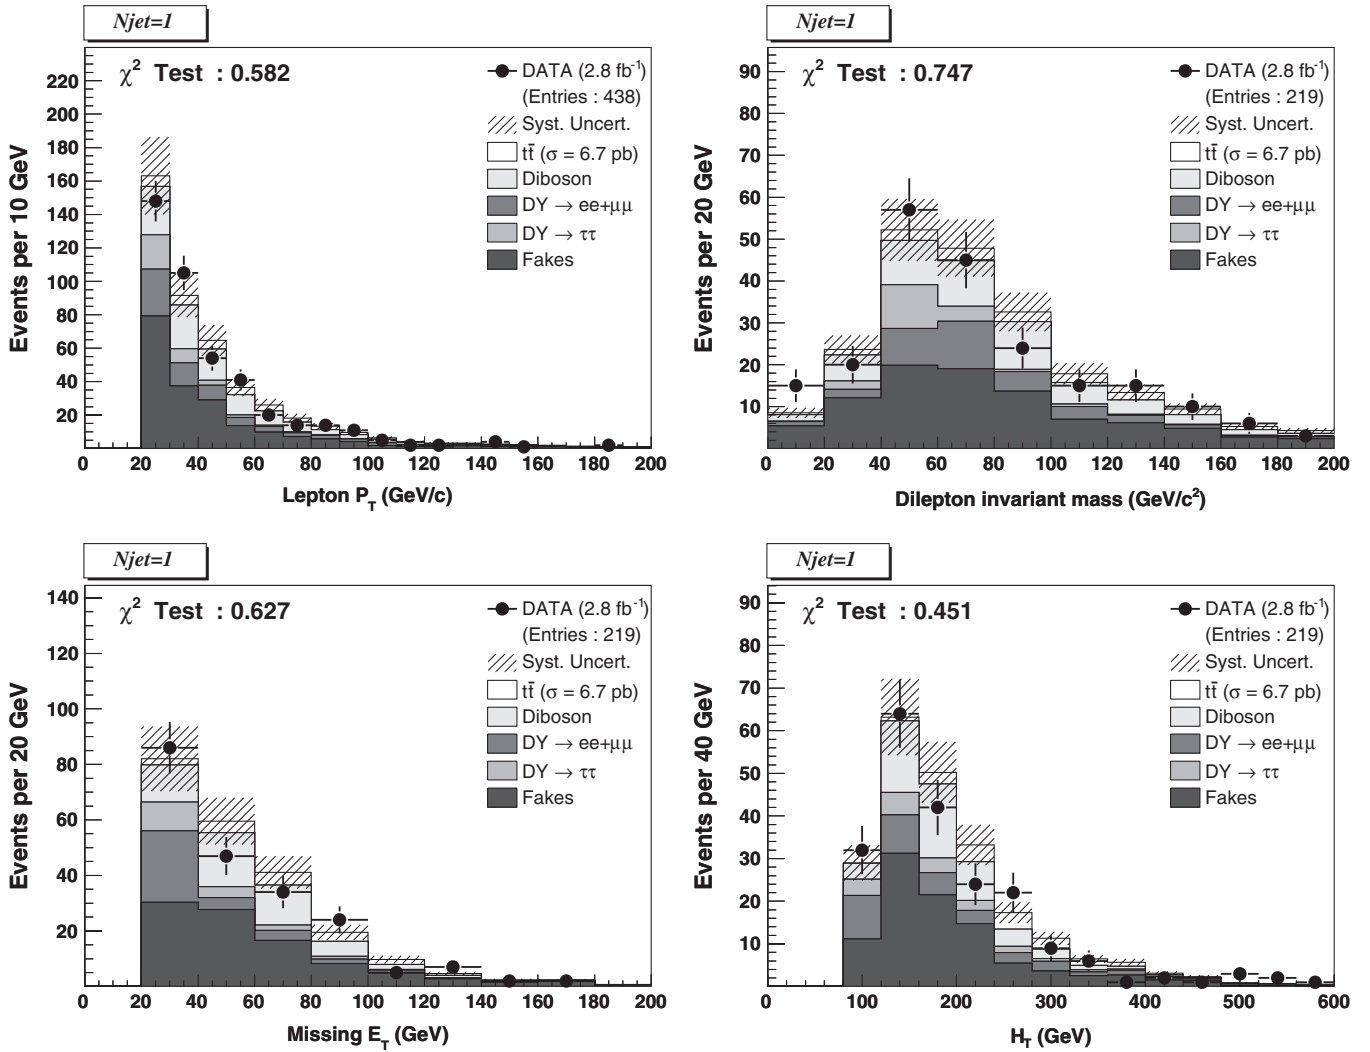 Njet=1
χ² Test : 0.582
DATA (2.8 fb⁻¹)
(Entries : 438)
Syst. Uncert.
tt̄ (σ = 6.7 pb)
Diboson
DY → ee+μμ
DY → ττ
Fakes
Events per 10 GeV
220
200
180
160
140
120
100
80
60
40
20
0 20 40 60 80 100 120 140 160 180 200
Lepton P_T (GeV/c)
Njet=1
χ² Test : 0.747
DATA (2.8 fb⁻¹)
(Entries : 219)
Syst. Uncert.
tt̄ (σ = 6.7 pb)
Diboson
DY → ee+μμ
DY → ττ
Fakes
Events per 20 GeV
90
80
70
60
50
40
30
20
10
0 20 40 60 80 100 120 140 160 180 200
Dilepton invariant mass (GeV/c²)
Njet=1
χ² Test : 0.627
DATA (2.8 fb⁻¹)
(Entries : 219)
Syst. Uncert.
tt̄ (σ = 6.7 pb)
Diboson
DY → ee+μμ
DY → ττ
Fakes
Events per 20 GeV
140
120
100
80
60
40
20
0 20 40 60 80 100 120 140 160 180 200
Missing E_T (GeV)
Njet=1
χ² Test : 0.451
DATA (2.8 fb⁻¹)
(Entries : 219)
Syst. Uncert.
tt̄ (σ = 6.7 pb)
Diboson
DY → ee+μμ
DY → ττ
Fakes
Events per 40 GeV
90
80
70
60
50
40
30
20
10
0 100 200 300 400 500 600
H_T (GeV)